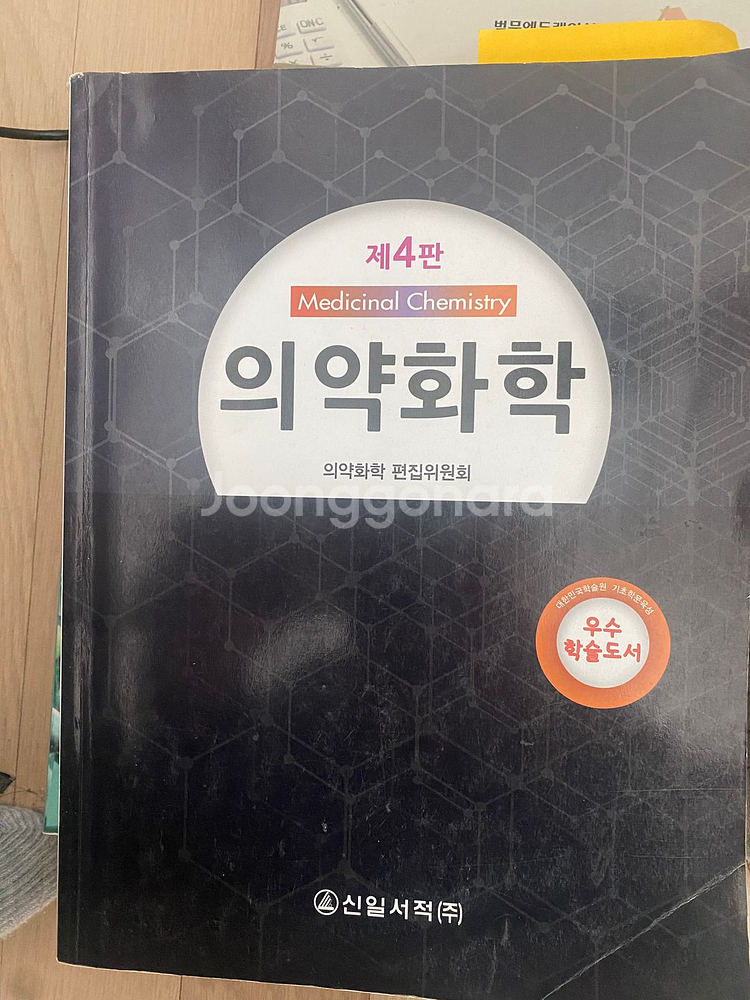 ONC
%
÷
제4판
Medicinal Chemistry
의약화학
의약화학 편집위원회
Joonggonara
대한민국학술원 기초학문육성
우수
학술도서
신일서적(주)